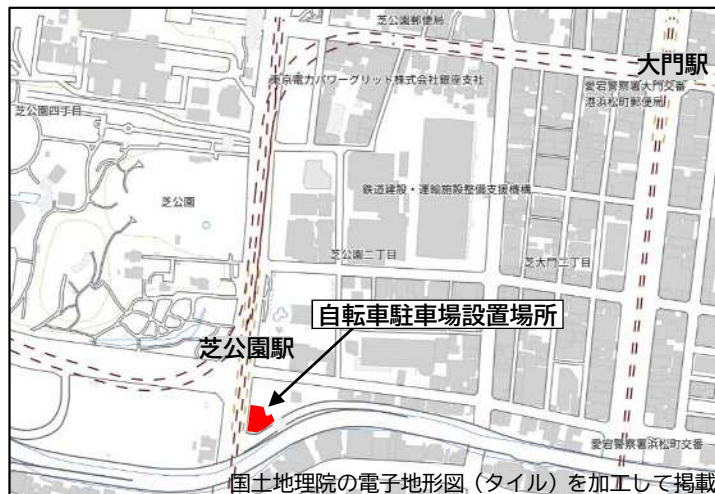 芝公園郵便局
大門駅
東京電力パワーグリッド株式会社銀座支社
愛宕警察署大門交番
港浜松町郵便局
芝公園四丁目
鉄道建設・運輸施設整備支援機構
芝公園
芝公園二丁目
芝大門二丁目
自転車駐車場設置場所
芝公園駅
愛宕警察署浜松町交番
国土地理院の電子地形図（タイル）を加工して掲載